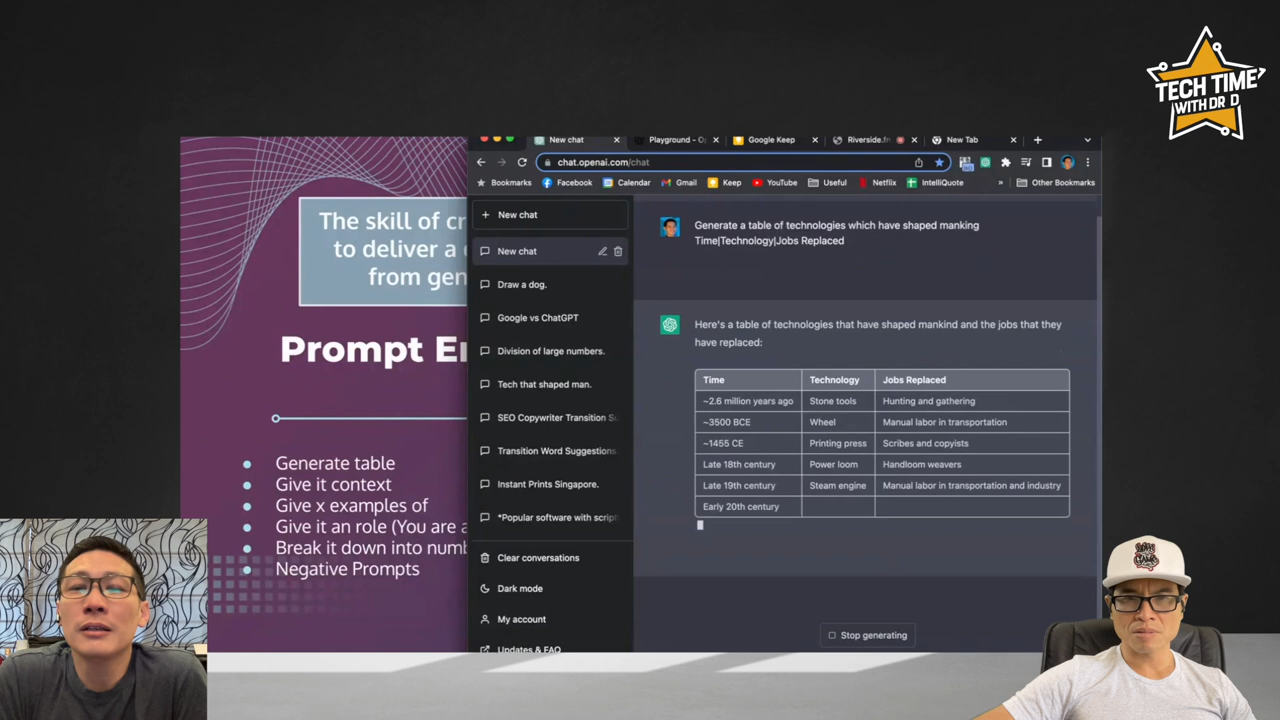 TECH TIME
WITH DR D
The skill of cr
to deliver a
from gen
Prompt E
Generate table
Give it context
Give x examples of
Give it an role (You are a
Break it down into numb
Negative Prompts
New chat
Playground - O
Google Keep
Riverside.fm
New Tab
chat.openai.com/chat
Bookmarks
Facebook
Calendar
Gmail
Keep
YouTube
Useful
Netflix
IntelliQuote
»
Other Bookmarks
New chat
New chat
Draw a dog.
Google vs ChatGPT
Division of large numbers.
Tech that shaped man.
SEO Copywriter Transition S
Transition Word Suggestions
Instant Prints Singapore.
*Popular software with script
Clear conversations
Dark mode
My account
Updates & FAQ
Generate a table of technologies which have shaped manking
Time|Technology|Jobs Replaced
Here's a table of technologies that have shaped mankind and the jobs that they
have replaced:
Time Technology Jobs Replaced
~2.6 million years ago Stone tools Hunting and gathering
~3500 BCE Wheel Manual labor in transportation
~1455 CE Printing press Scribes and copyists
Late 18th century Power loom Handloom weavers
Late 19th century Steam engine Manual labor in transportation and industry
Early 20th century
Stop generating